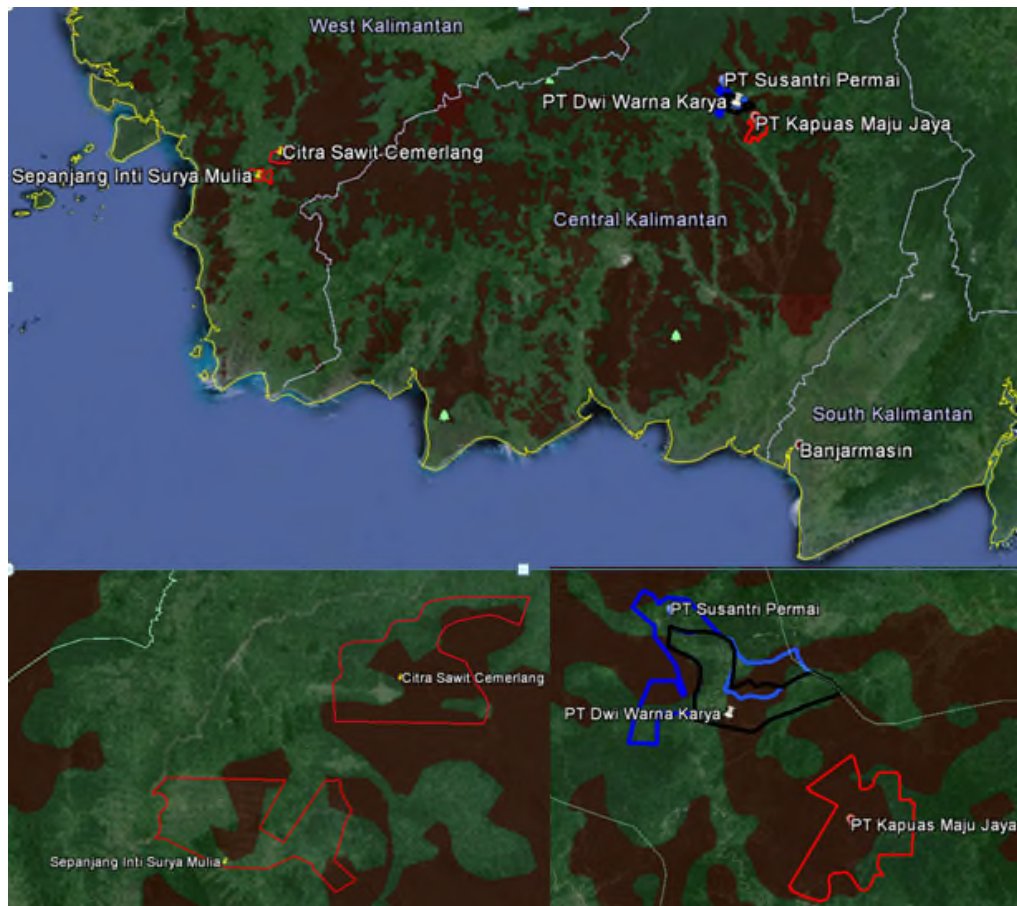 West Kalimantan
PT Susantri Permai
PT Dwi Warna Karya
PT Kapuas Maju Jaya
Citra Sawit Cemerlang
Sepanjang Inti Surya Mulia
Central Kalimantan
South Kalimantan
Banjarmasin
Citra Sawit Cemerlang
Sepanjang Inti Surya Mulia
PT Susantri Permai
PT Dwi Warna Karya
PT Kapuas Maju Jaya